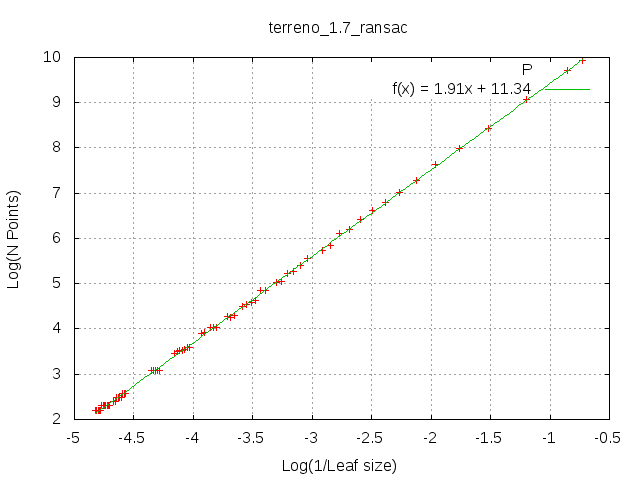 terreno_1.7_ransac
10
9
8
7
6
5
4
3
2
Log(N Points)
P
f(x) = 1.91x + 11.34
-5 -4.5 -4 -3.5 -3 -2.5 -2 -1.5 -1 -0.5
Log(1/Leaf size)